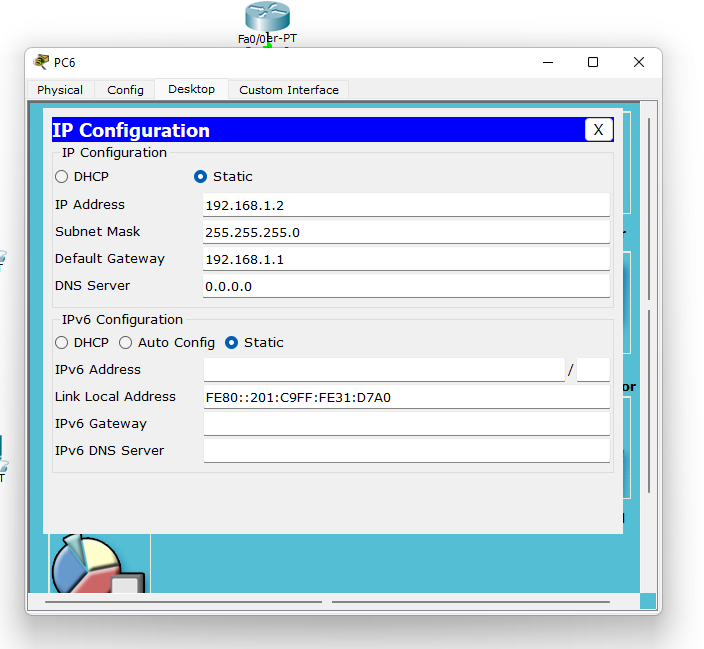 Fa0/0er-PT
PC6
Physical Config Desktop Custom Interface
IP Configuration X
IP Configuration
DHCP Static
IP Address 192.168.1.2
Subnet Mask 255.255.255.0
Default Gateway 192.168.1.1
DNS Server 0.0.0.0
IPv6 Configuration
DHCP Auto Config Static
IPv6 Address /
Link Local Address FE80::201:C9FF:FE31:D7A0
IPv6 Gateway
IPv6 DNS Server
or